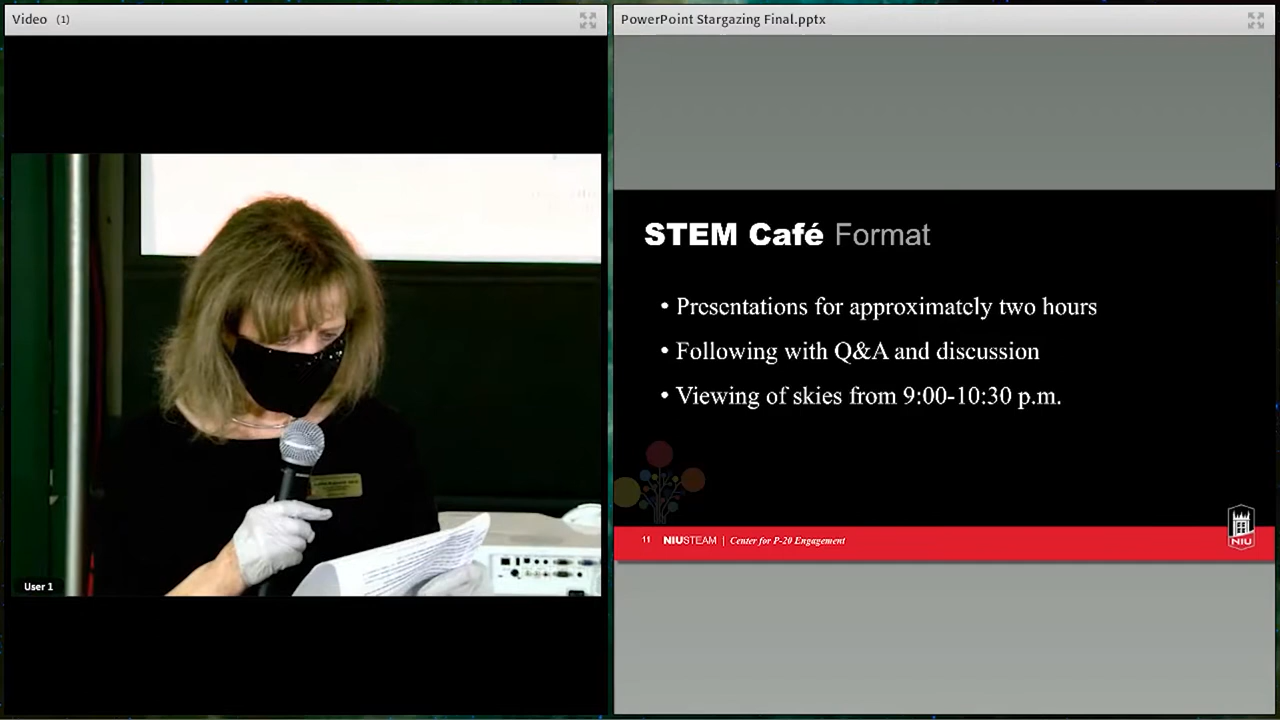 Video (1)
PowerPoint Stargazing Final.pptx
STEM Café Format
• Presentations for approximately two hours
• Following with Q&A and discussion
• Viewing of skies from 9:00-10:30 p.m.
11 NIUSTEAM | Center for P-20 Engagement
NIU
User 1